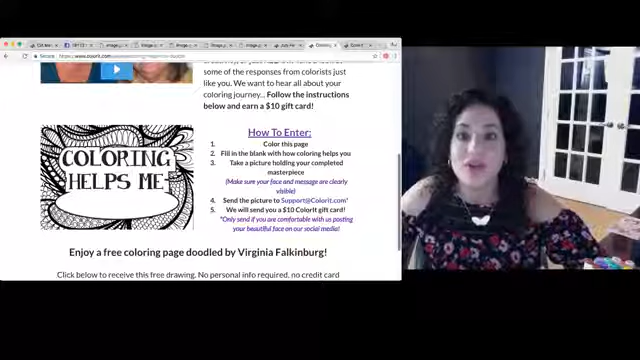 Secure
https://www.colorit.com
some of the responses from colorists just
like you. We want to hear all about your
coloring journey... Follow the instructions
below and earn a $10 gift card!
COLORING
HELPS ME
How To Enter:
1. Color this page
2. Fill in the blank with how coloring helps you
3. Take a picture holding your completed
masterpiece
(Make sure your face and message are clearly
visible)
4. Send the picture to Support@ColorIt.com*
5. We will send you a $10 ColorIt gift card!
*Only send if you are comfortable with us posting
your beautiful face on our social media!
Enjoy a free coloring page doodled by Virginia Falkinburg!
Click below to receive this free drawing. No personal info required, no credit card